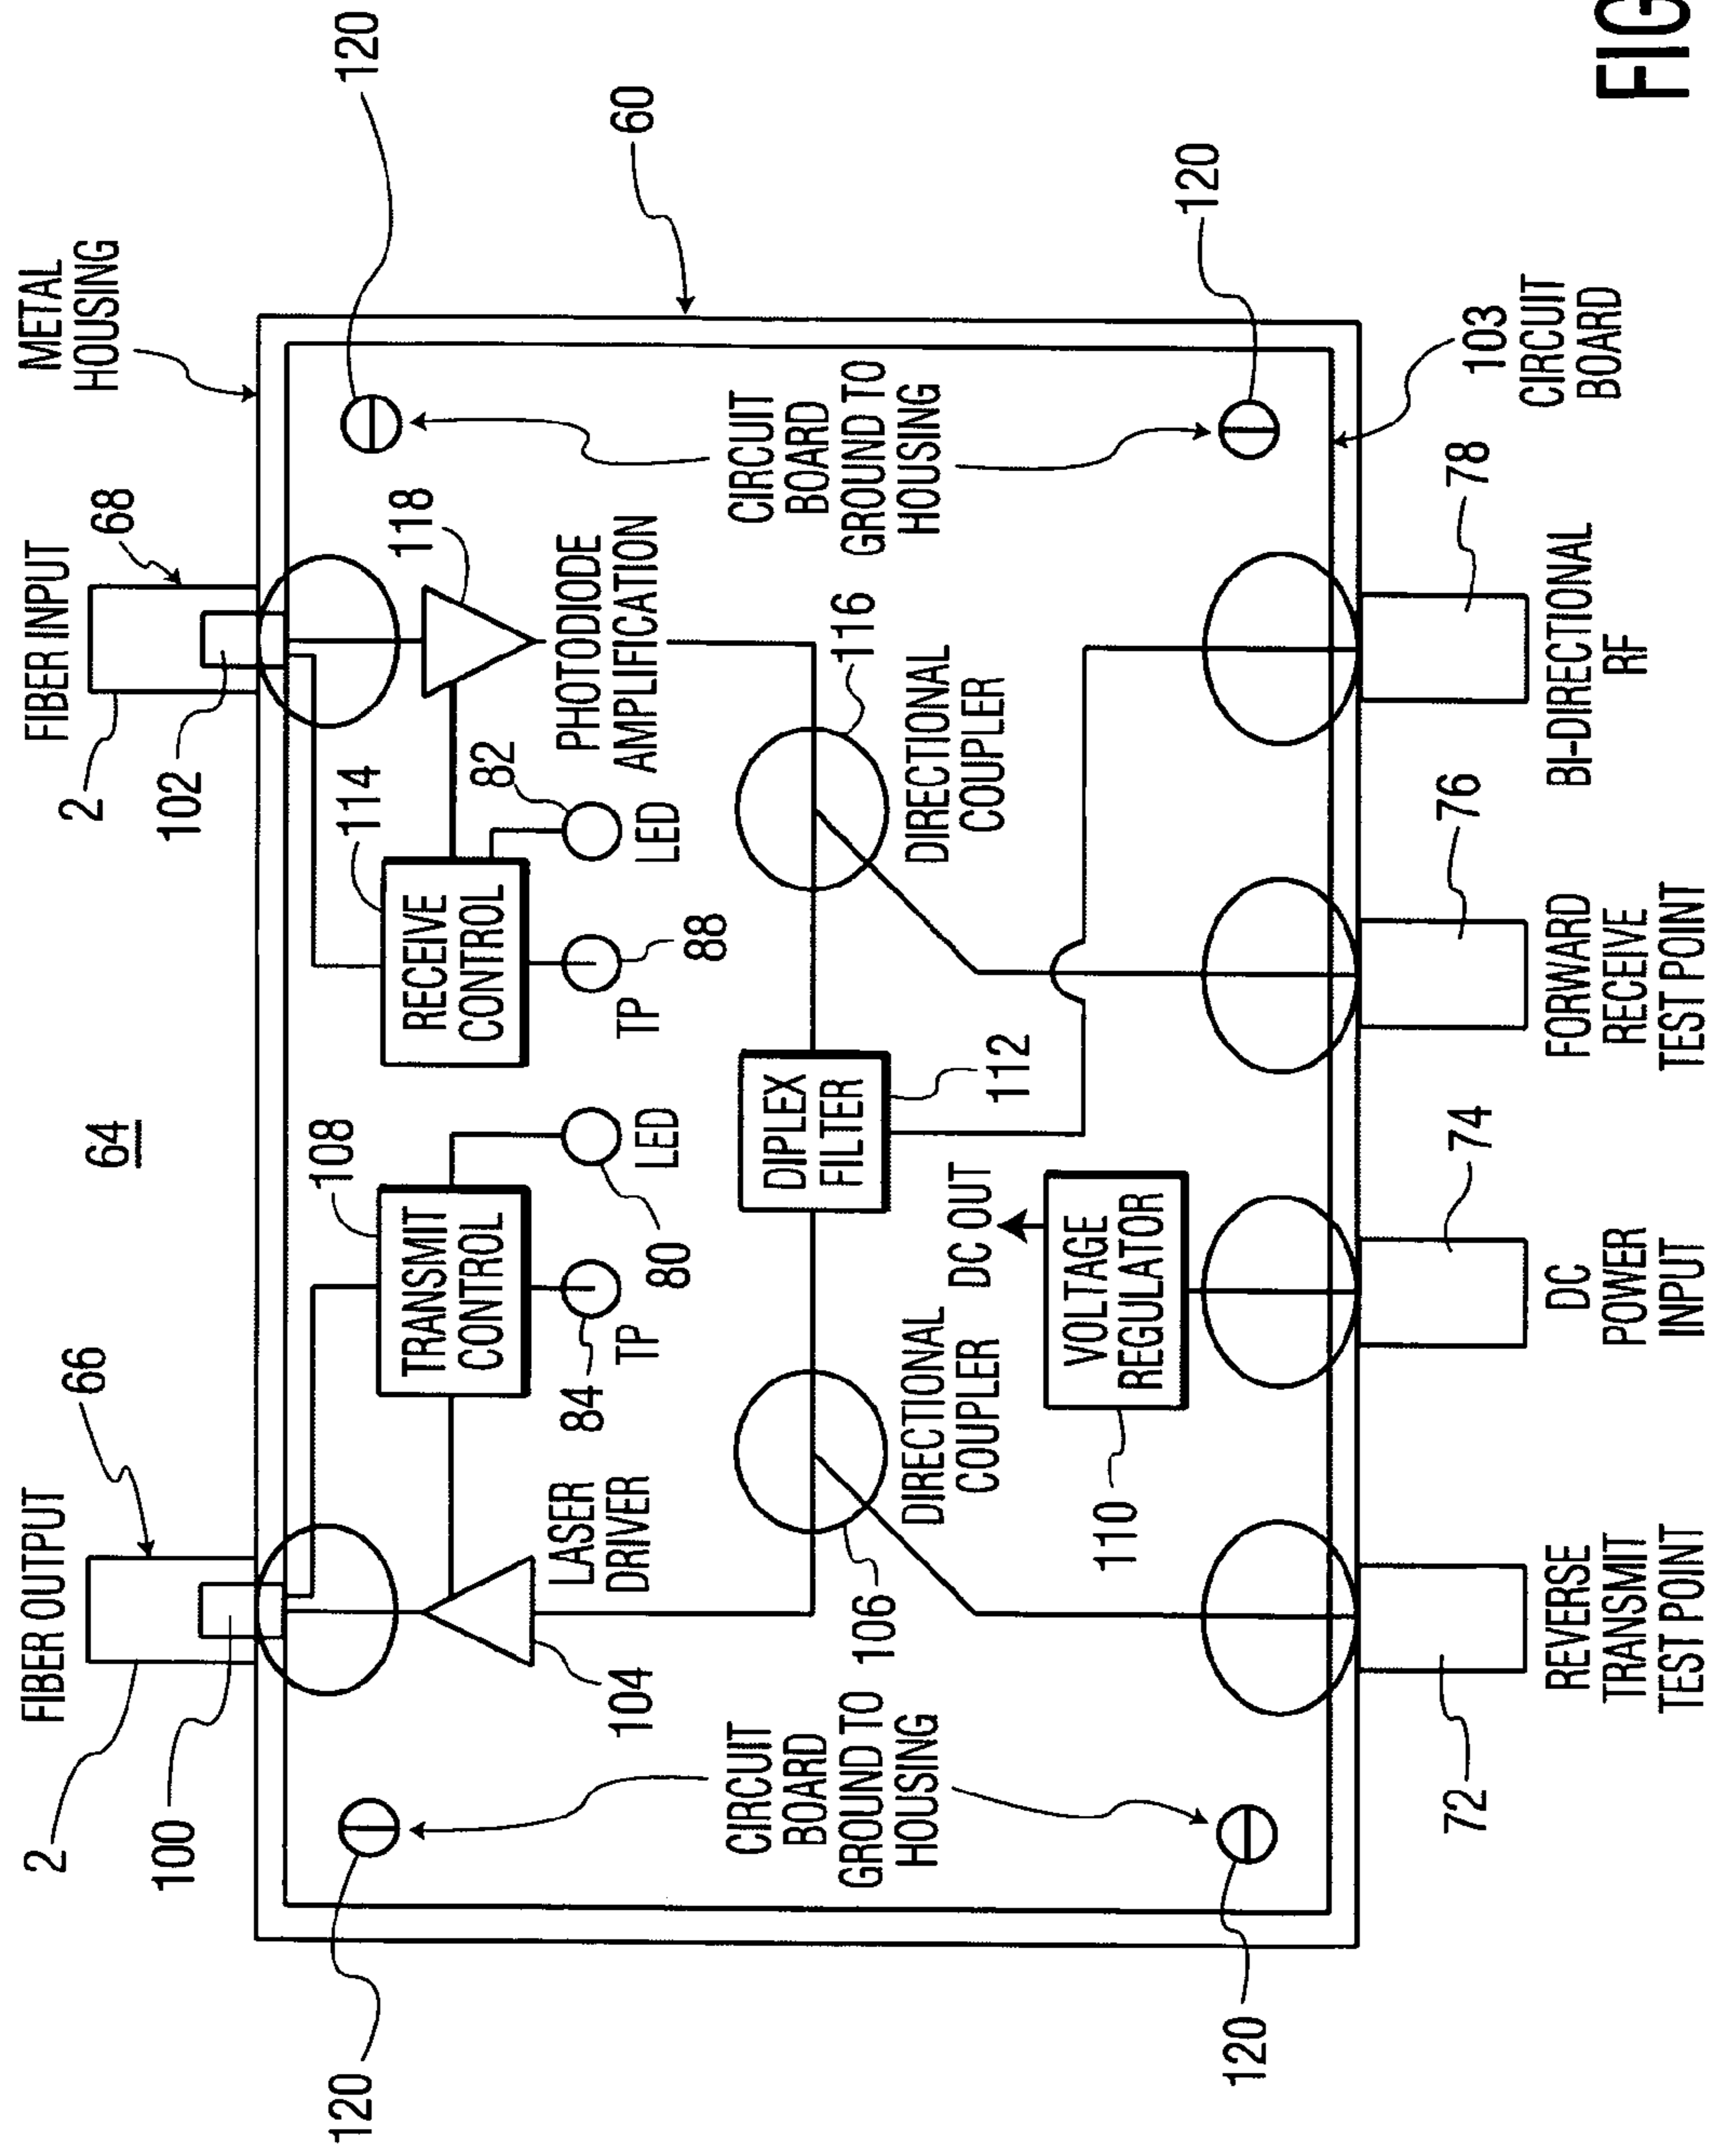 FIBER OUTPUT
66
2
100
64
FIBER INPUT
68
2
102
METAL
HOUSING
120
120
60
108
TRANSMIT
CONTROL
114
RECEIVE
CONTROL
118
104
LASER
DRIVER
84
TP
80
LED
88
TP
82
LED
PHOTODIODE
AMPLIFICATION
CIRCUIT
BOARD
GROUND TO
HOUSING
CIRCUIT
BOARD
GROUND TO
HOUSING
106
DIRECTIONAL
COUPLER
DIPLEX
FILTER
112
116
DIRECTIONAL
COUPLER
DC OUT
VOLTAGE
REGULATOR
110
120
120
72
REVERSE
TRANSMIT
TEST POINT
74
DC
POWER
INPUT
76
FORWARD
RECEIVE
TEST POINT
78
BI-DIRECTIONAL
RF
103
CIRCUIT
BOARD
FIG